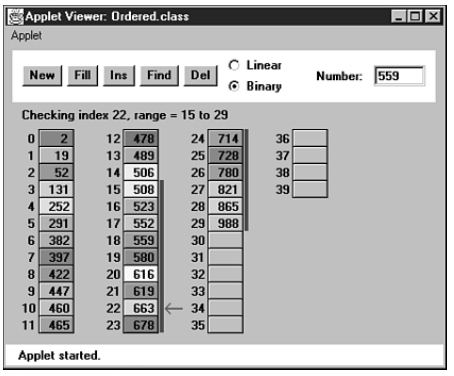 Applet Viewer: Ordered.class
Applet
New Fill Ins Find Del Linear Binary Number: 559
Checking index 22, range = 15 to 29
0 2 12 478 24 714 36
1 19 13 489 25 728 37
2 52 14 506 26 780 38
3 131 15 508 27 821 39
4 252 16 523 28 865
5 291 17 552 29 988
6 382 18 559 30
7 397 19 580 31
8 422 20 616 32
9 447 21 619 33
10 460 22 663 34
11 465 23 678 35
Applet started.